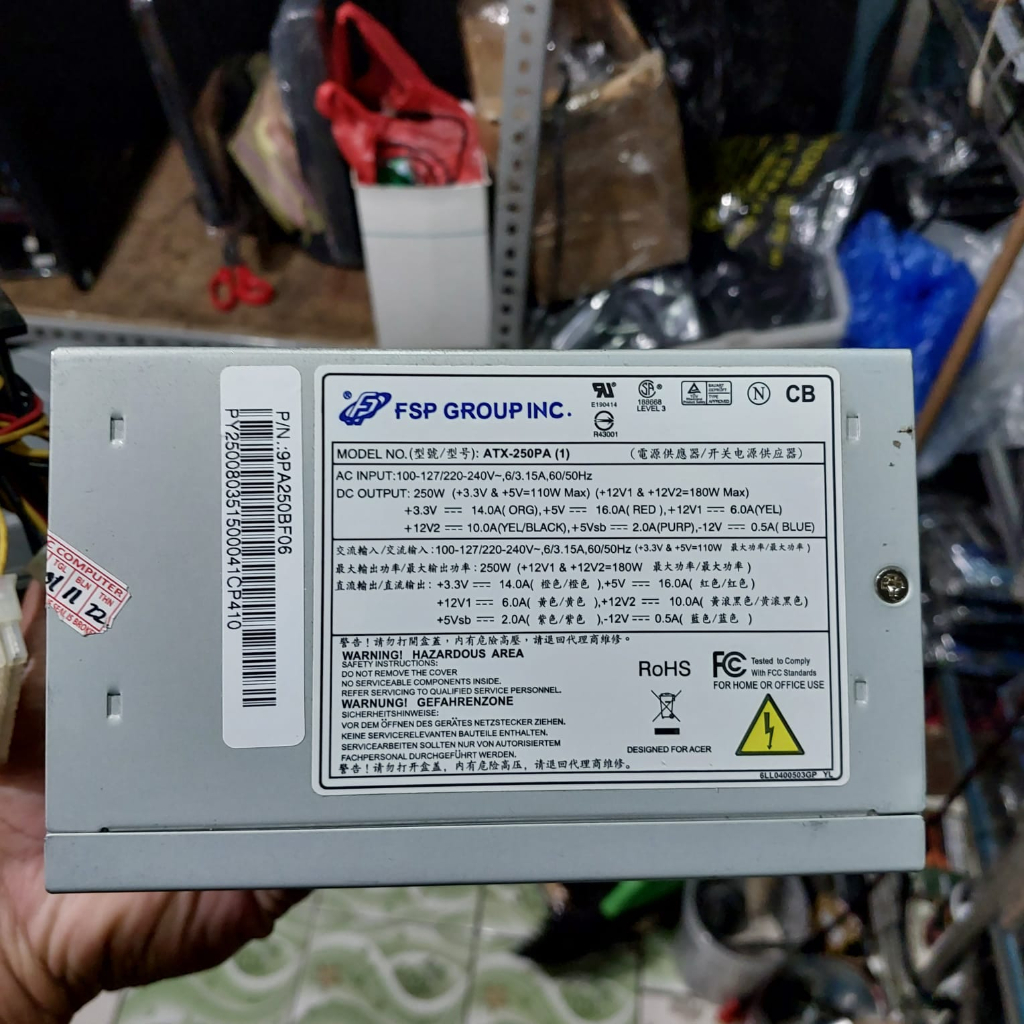 P/N.:9PA250BF06
PY2500803515000041CP410
COMPUTER
TGL BLN THN
01 11 22
SEAL IS BROKE
FSP GROUP INC.
E190414
R43001
LEVEL 3
N
CB
MODEL NO.(型號/型号): ATX-250PA (1) (電源供應器/开关电源供应器)
AC INPUT:100-127/220-240V~,6/3.15A,60/50Hz
DC OUTPUT: 250W (+3.3V & +5V=110W Max) (+12V1 & +12V2=180W Max)
+3.3V ⎓ 14.0A( ORG),+5V ⎓ 16.0A( RED ),+12V1 ⎓ 6.0A(YEL)
+12V2 ⎓ 10.0A(YEL/BLACK),+5Vsb ⎓ 2.0A(PURP),-12V ⎓ 0.5A( BLUE)
交流輸入/交流输入:100-127/220-240V~,6/3.15A,60/50Hz (+3.3V & +5V=110W 最大功率/最大功率)
最大輸出功率/最大输出功率: 250W (+12V1 & +12V2=180W 最大功率/最大功率)
直流輸出/直流输出: +3.3V ⎓ 14.0A( 橙色/橙色 ),+5V ⎓ 16.0A( 紅色/红色)
+12V1 ⎓ 6.0A( 黃色/黄色 ),+12V2 ⎓ 10.0A( 黃滾黑色/黄滚黑色)
+5Vsb ⎓ 2.0A( 紫色/紫色 ),-12V ⎓ 0.5A( 藍色/蓝色 )
警告!請勿打開盒蓋,內有危險高壓,請退回代理商維修。
WARNING! HAZARDOUS AREA
SAFETY INSTRUCTIONS:
DO NOT REMOVE THE COVER
NO SERVICEABLE COMPONENTS INSIDE.
REFER SERVICING TO QUALIFIED SERVICE PERSONNEL.
WARNUNG! GEFAHRENZONE
SICHERHEITSHINWEISE:
VOR DEM ÖFFNEN DES GERÄTES NETZSTECKER ZIEHEN.
KEINE SERVICERELEVANTEN BAUTEILE ENTHALTEN.
SERVICEARBEITEN SOLLTEN NUR VON AUTORISIERTEM
FACHPERSONAL DURCHGEFÜHRT WERDEN.
警告!请勿打开盒盖,内有危险高压,请退回代理商维修。
RoHS
FC Tested to Comply
With FCC Standards
FOR HOME OR OFFICE USE
DESIGNED FOR ACER
6LL0400503GP YL